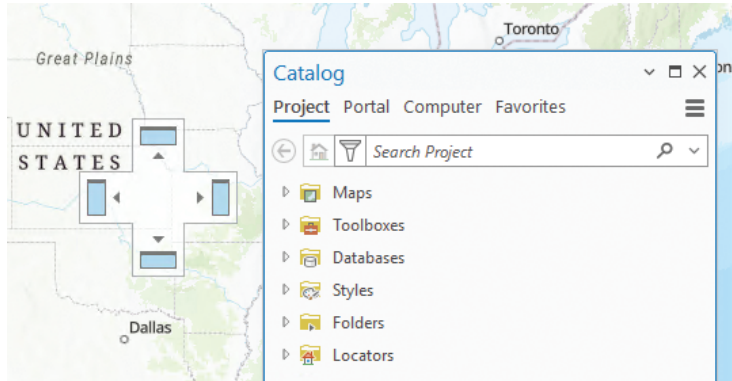 Toronto
Great Plains
UNITED
STATES
Dallas
on
Catalog
Project Portal Computer Favorites
Search Project
Maps
Toolboxes
Databases
Styles
Folders
Locators